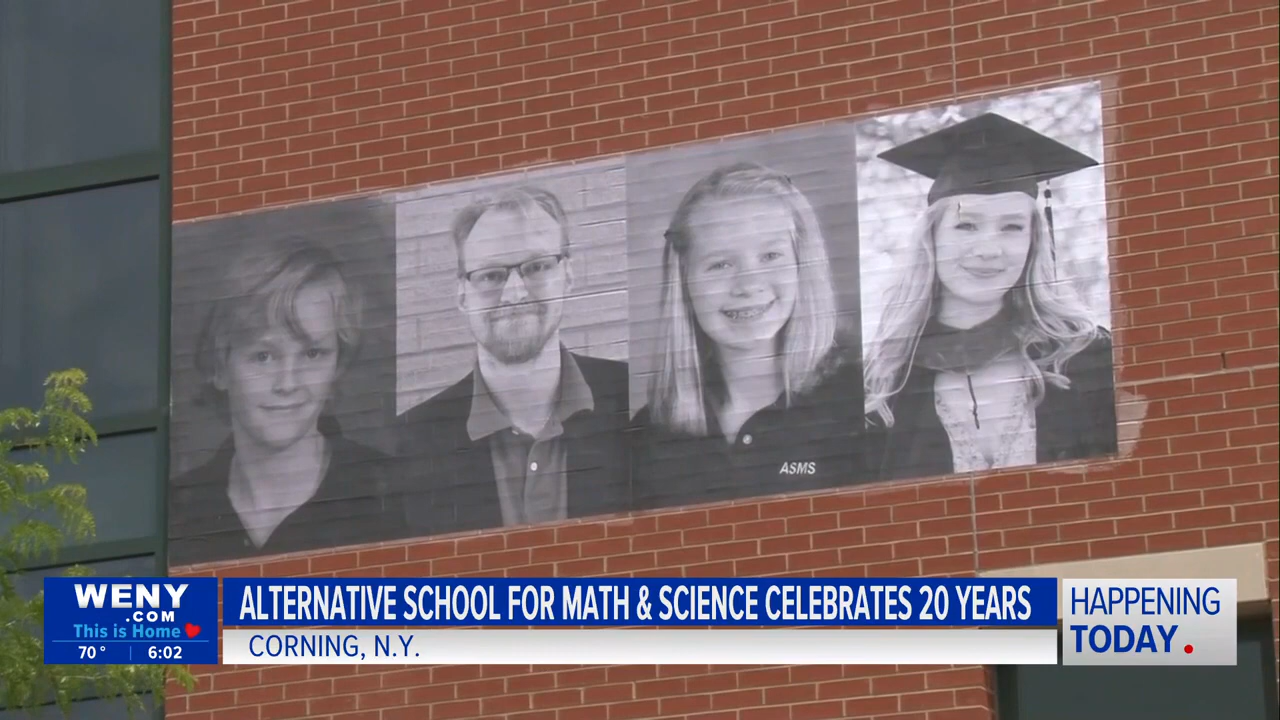 ASMS
WENY
.COM
This is Home
70° | 6:02
ALTERNATIVE SCHOOL FOR MATH & SCIENCE CELEBRATES 20 YEARS
CORNING, N.Y.
HAPPENING
TODAY.